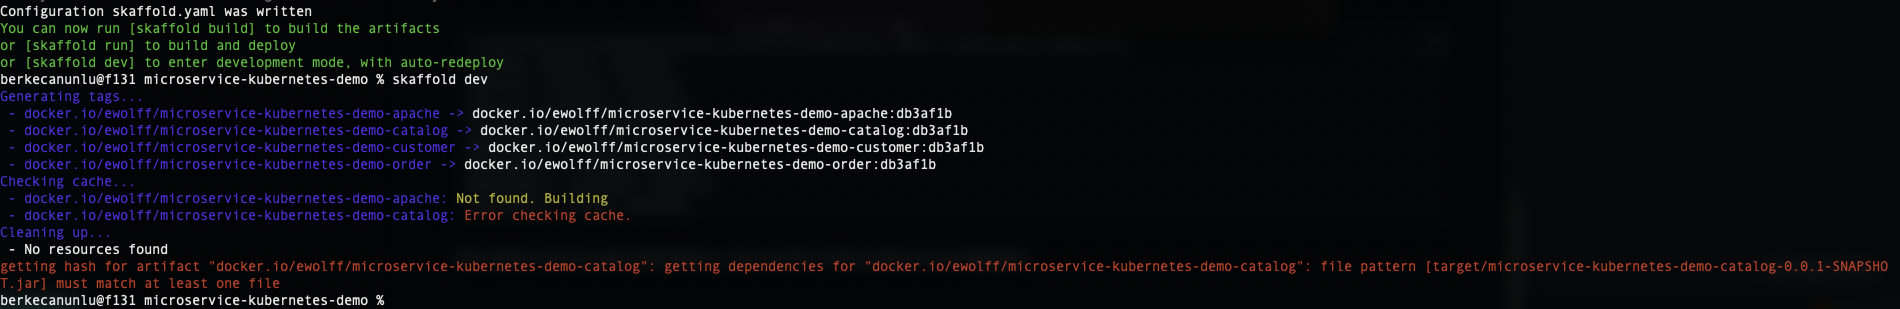 Configuration skaffold.yaml was written
You can now run [skaffold build] to build the artifacts
or [skaffold run] to build and deploy
or [skaffold dev] to enter development mode, with auto-redeploy
berkecanunlu@f131 microservice-kubernetes-demo % skaffold dev
Generating tags...
 - docker.io/ewolff/microservice-kubernetes-demo-apache -> docker.io/ewolff/microservice-kubernetes-demo-apache:db3af1b
 - docker.io/ewolff/microservice-kubernetes-demo-catalog -> docker.io/ewolff/microservice-kubernetes-demo-catalog:db3af1b
 - docker.io/ewolff/microservice-kubernetes-demo-customer -> docker.io/ewolff/microservice-kubernetes-demo-customer:db3af1b
 - docker.io/ewolff/microservice-kubernetes-demo-order -> docker.io/ewolff/microservice-kubernetes-demo-order:db3af1b
Checking cache...
 - docker.io/ewolff/microservice-kubernetes-demo-apache: Not found. Building
 - docker.io/ewolff/microservice-kubernetes-demo-catalog: Error checking cache.
Cleaning up...
 - No resources found
getting hash for artifact "docker.io/ewolff/microservice-kubernetes-demo-catalog": getting dependencies for "docker.io/ewolff/microservice-kubernetes-demo-catalog": file pattern [target/microservice-kubernetes-demo-catalog-0.0.1-SNAPSHO
T.jar] must match at least one file
berkecanunlu@f131 microservice-kubernetes-demo %